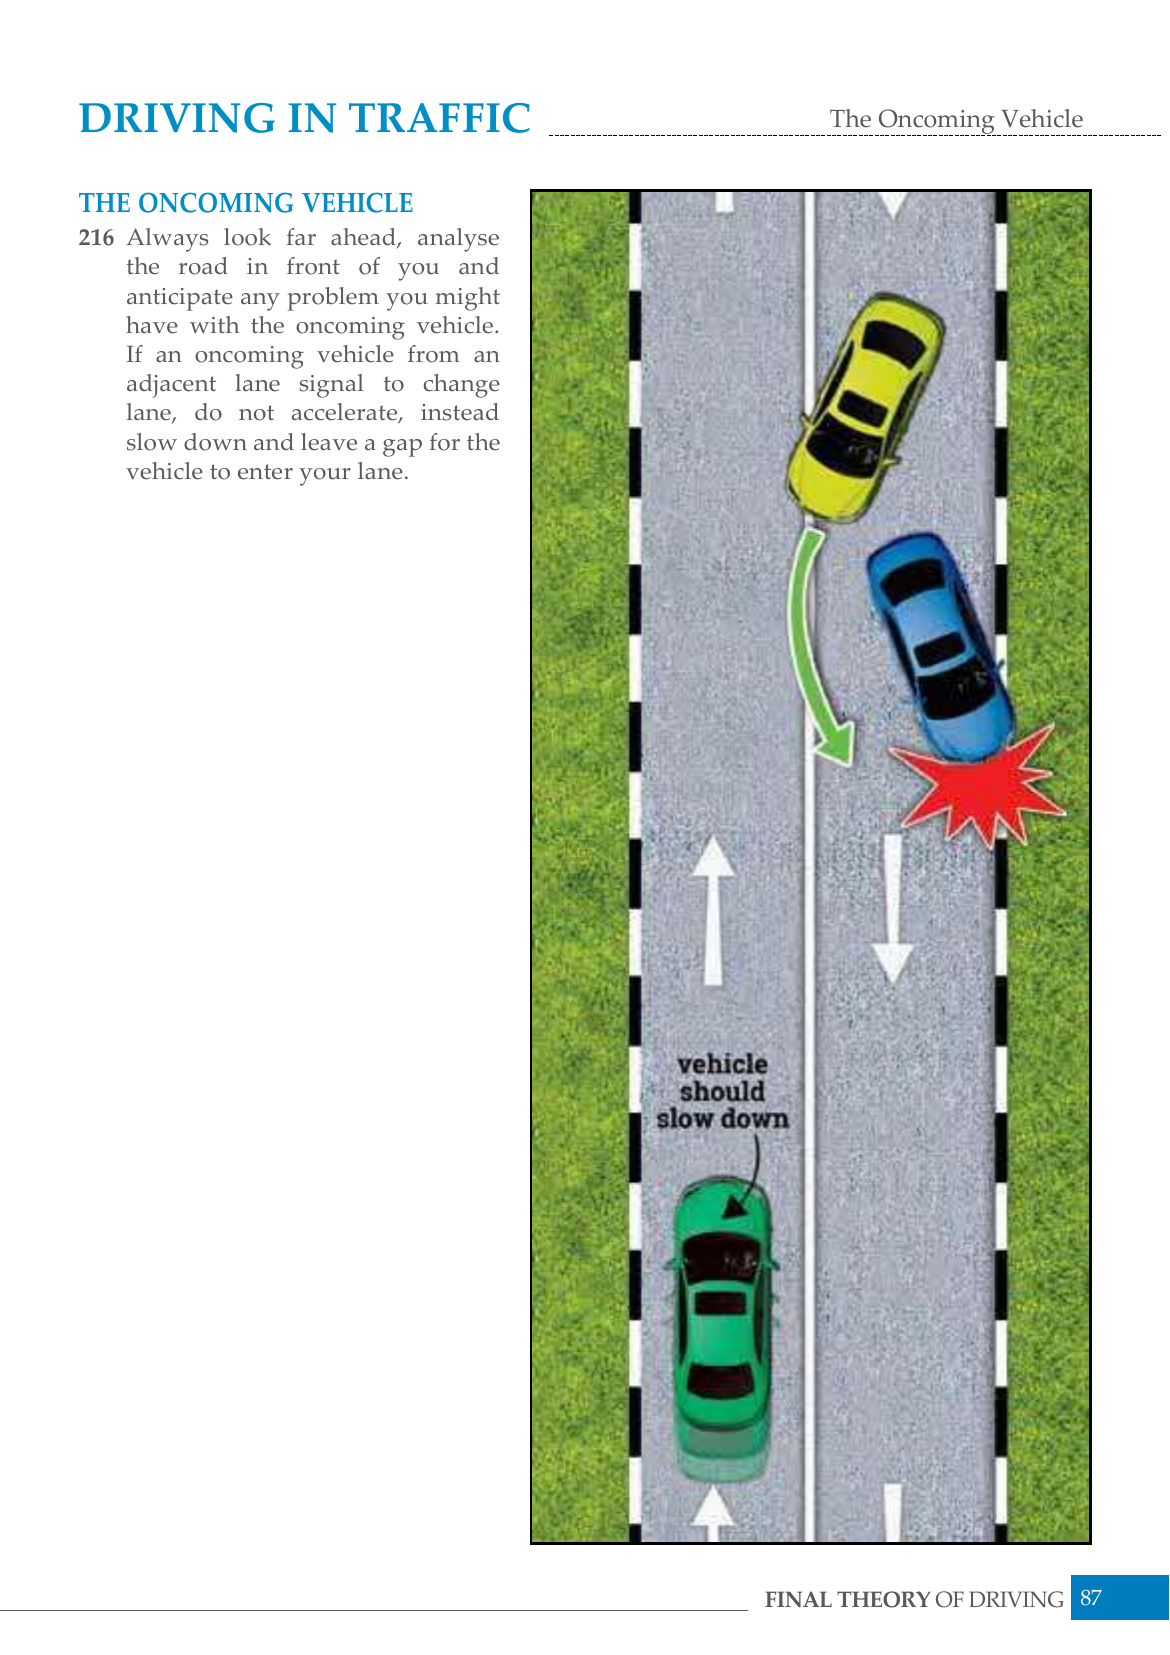 DRIVING IN TRAFFIC
The Oncoming Vehicle
THE ONCOMING VEHICLE
216 Always look far ahead, analyse
the road in front of you and
anticipate any problem you might
have with the oncoming vehicle.
If an oncoming vehicle from an
adjacent lane signal to change
lane, do not accelerate, instead
slow down and leave a gap for the
vehicle to enter your lane.
vehicle
should
slow down
FINAL THEORY OF DRIVING 87